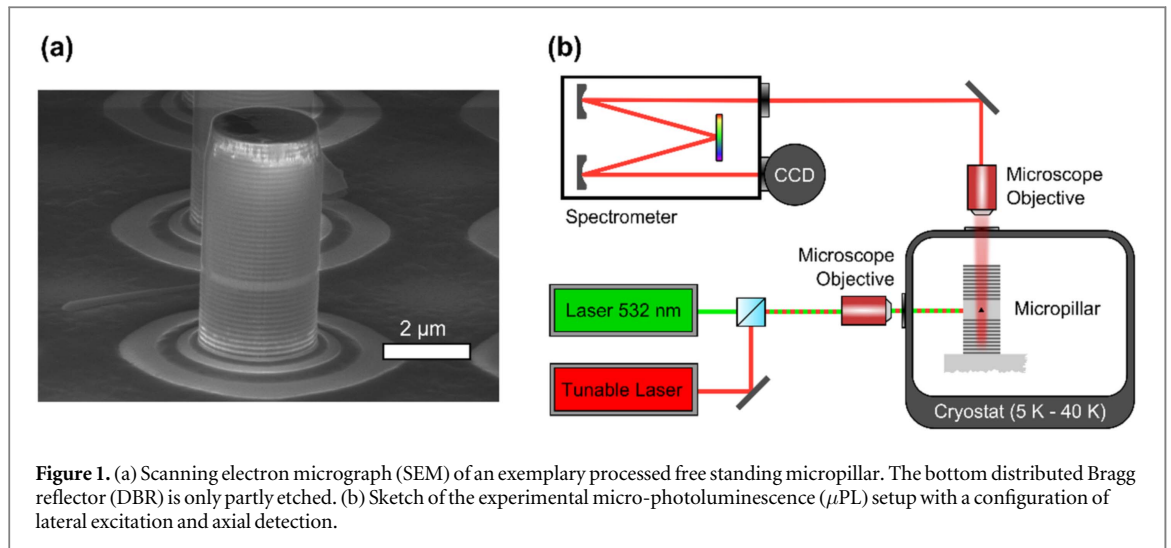 (a)
(b)
2 μm
Spectrometer
CCD
Microscope
Objective
Microscope
Objective
Laser 532 nm
Tunable Laser
Micropillar
Cryostat (5 K - 40 K)
Figure 1. (a) Scanning electron micrograph (SEM) of an exemplary processed free standing micropillar. The bottom distributed Bragg
reflector (DBR) is only partly etched. (b) Sketch of the experimental micro-photoluminescence (μPL) setup with a configuration of
lateral excitation and axial detection.